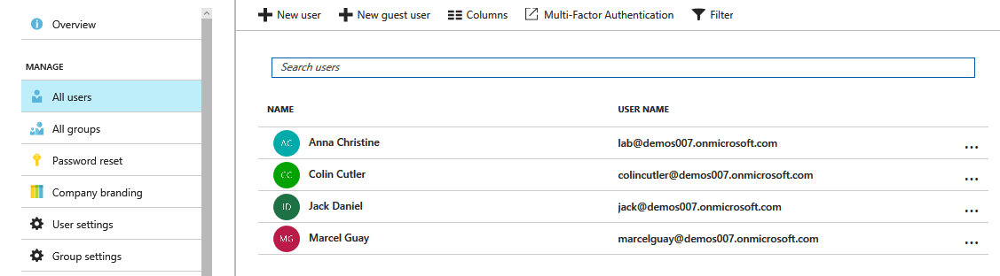 Overview
MANAGE
All users
All groups
Password reset
Company branding
User settings
Group settings
New user New guest user Columns Multi-Factor Authentication Filter
Search users
NAME USER NAME
AC Anna Christine lab@demos007.onmicrosoft.com ...
CC Colin Cutler colincutler@demos007.onmicrosoft.com ...
JD Jack Daniel jack@demos007.onmicrosoft.com ...
MG Marcel Guay marcelguay@demos007.onmicrosoft.com ...